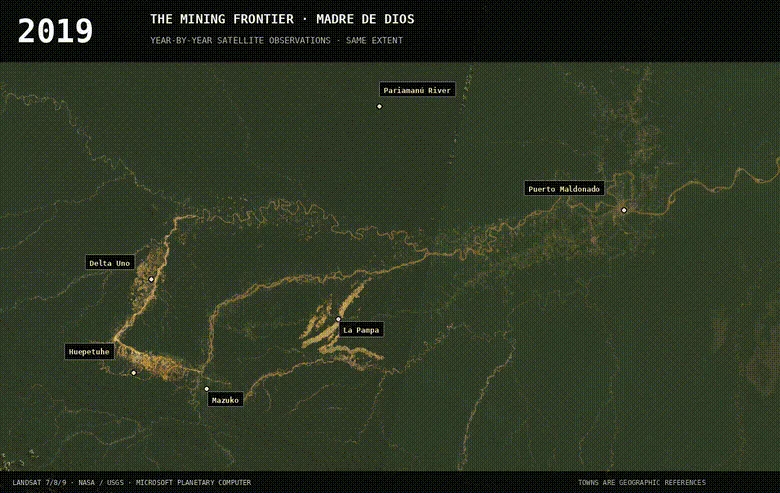 2019
THE MINING FRONTIER · MADRE DE DIOS
YEAR-BY-YEAR SATELLITE OBSERVATIONS · SAME EXTENT
Pariamanú River
Puerto Maldonado
Delta Uno
La Pampa
Huepetuhe
Mazuko
LANDSAT 7/8/9 · NASA / USGS · MICROSOFT PLANETARY COMPUTER
TOWNS ARE GEOGRAPHIC REFERENCES